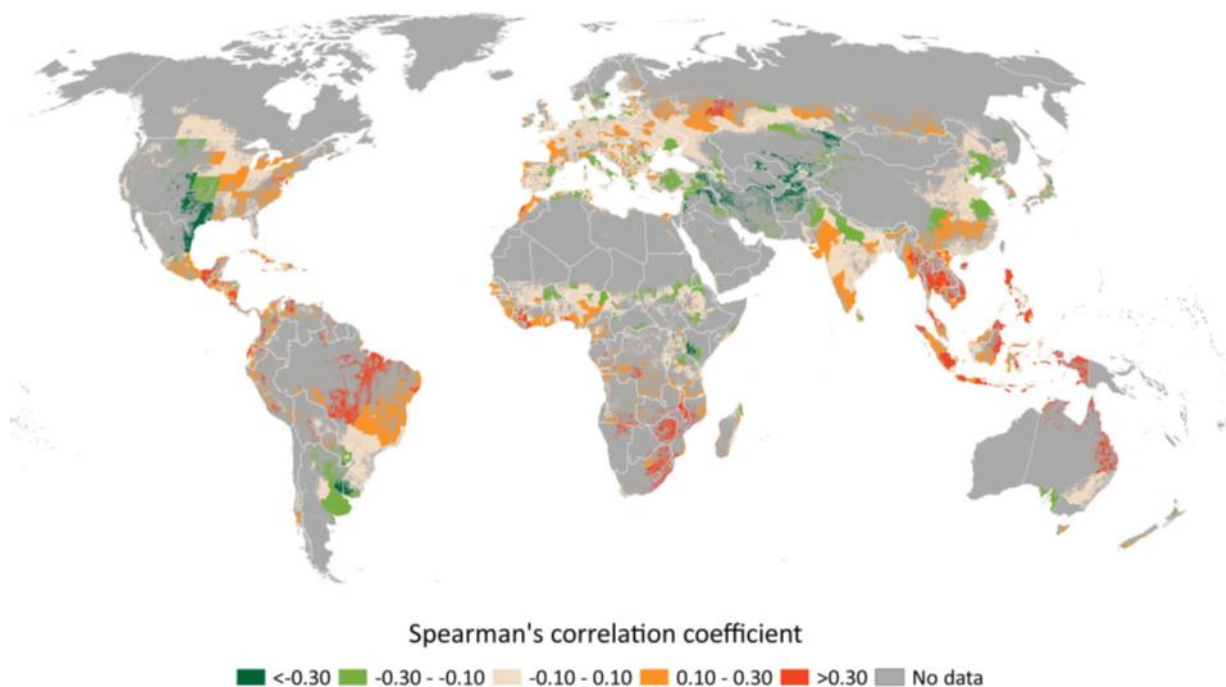 Spearman's correlation coefficient
<-0.30 -0.30 - -0.10 -0.10 - 0.10 0.10 - 0.30 >0.30 No data